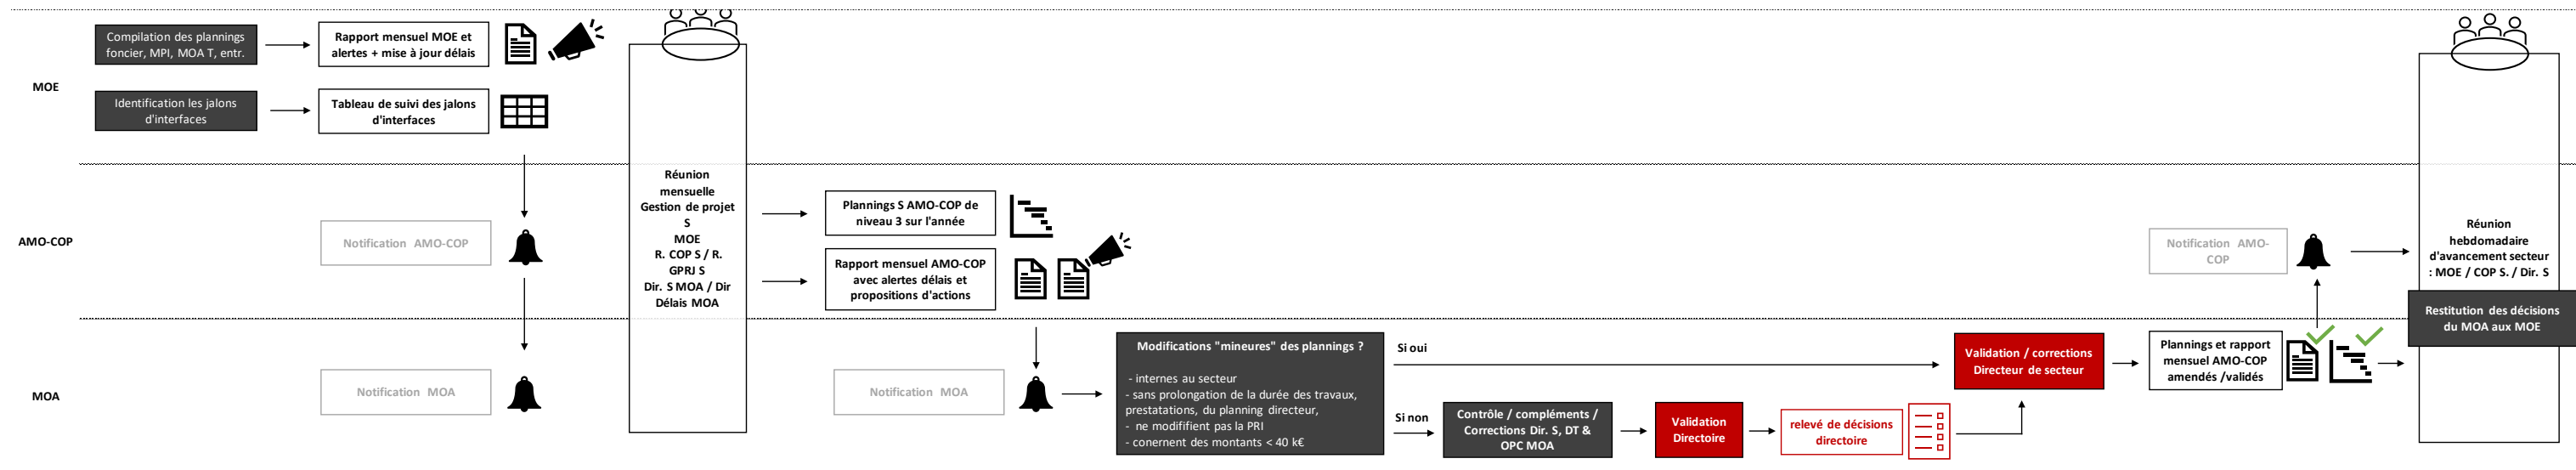 MOE
Compilation des plannings
foncier, MPI, MOA T, entr.
Rapport mensuel MOE et
alertes + mise à jour délais
Identification les jalons
d'interfaces
Tableau de suivi des jalons
d'interfaces
AMO-COP
Notification AMO-COP
MOA
Notification MOA
Réunion
mensuelle
Gestion de projet
S
MOE
R. COP S / R.
GPRJ S
Dir. S MOA / Dir
Délais MOA
Plannings S AMO-COP de
niveau 3 sur l'année
Rapport mensuel AMO-COP
avec alertes délais et
propositions d'actions
Notification MOA
Modifications "mineures" des plannings ?
- internes au secteur
- sans prolongation de la durée des travaux,
prestatations, du planning directeur,
- ne modififient pas la PRI
- conernent des montants < 40 k€
Si oui
Si non
Contrôle / compléments /
Corrections Dir. S, DT &
OPC MOA
Validation
Directoire
relevé de décisions
directoire
Validation / corrections
Directeur de secteur
Plannings et rapport
mensuel AMO-COP
amendés /validés
Notification AMO-
COP
Réunion
hebdomadaire
d'avancement secteur
: MOE / COP S. / Dir. S
Restitution des décisions
du MOA aux MOE